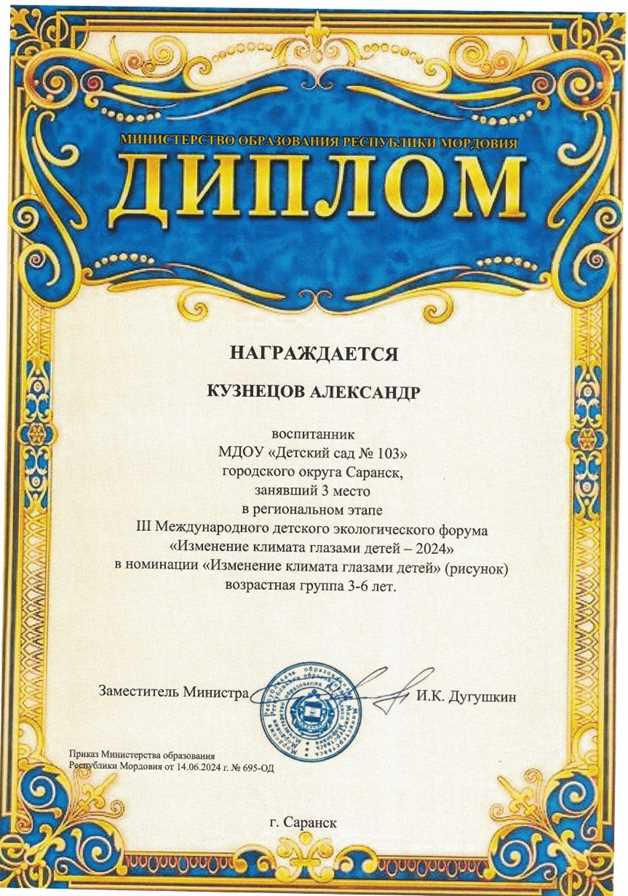 МИНИСТЕРСТВО ОБРАЗОВАНИЯ РЕСПУБЛИКИ МОРДОВИЯ
ДИПЛОМ
НАГРАЖДАЕТСЯ
КУЗНЕЦОВ АЛЕКСАНДР
воспитанник
МДОУ «Детский сад № 103»
городского округа Саранск,
занявший 3 место
в региональном этапе
III Международного детского экологического форума
«Изменение климата глазами детей – 2024»
в номинации «Изменение климата глазами детей» (рисунок)
возрастная группа 3-6 лет.
Заместитель Министра И.К. Дугушкин
Приказ Министерства образования
Республики Мордовия от 14.06.2024 г. № 695-ОД
г. Саранск